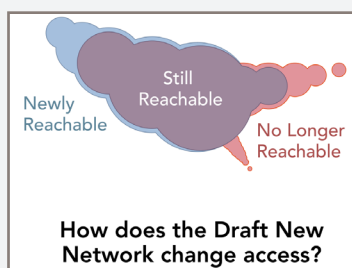 Still
Reachable
Newly
Reachable
No Longer
Reachable
How does the Draft New
Network change access?